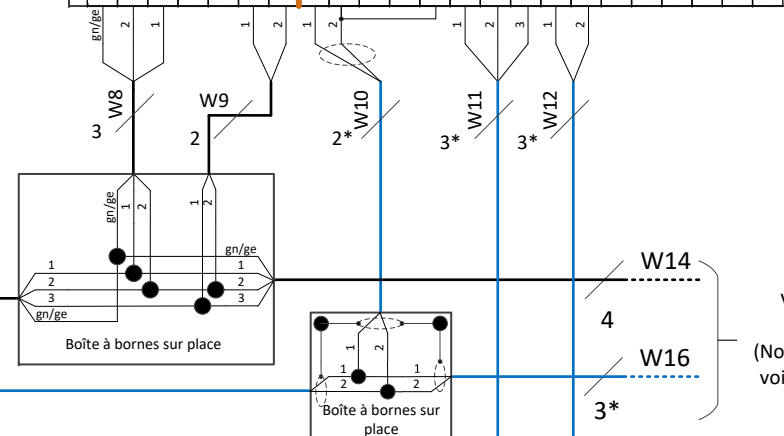 gn/ge 2 1 1 2 1 2 1 2 3 1 2
W8 W9 W10 W11 W12
3 2 2* 3* 3*
gn/ge 1 2 1 2
gn/ge
1 1
2 2
3 3
gn/ge
Boîte à bornes sur place
W14
4
1 2
1 1
2 2
Boîte à bornes sur
place
W16
3*
(No
voi